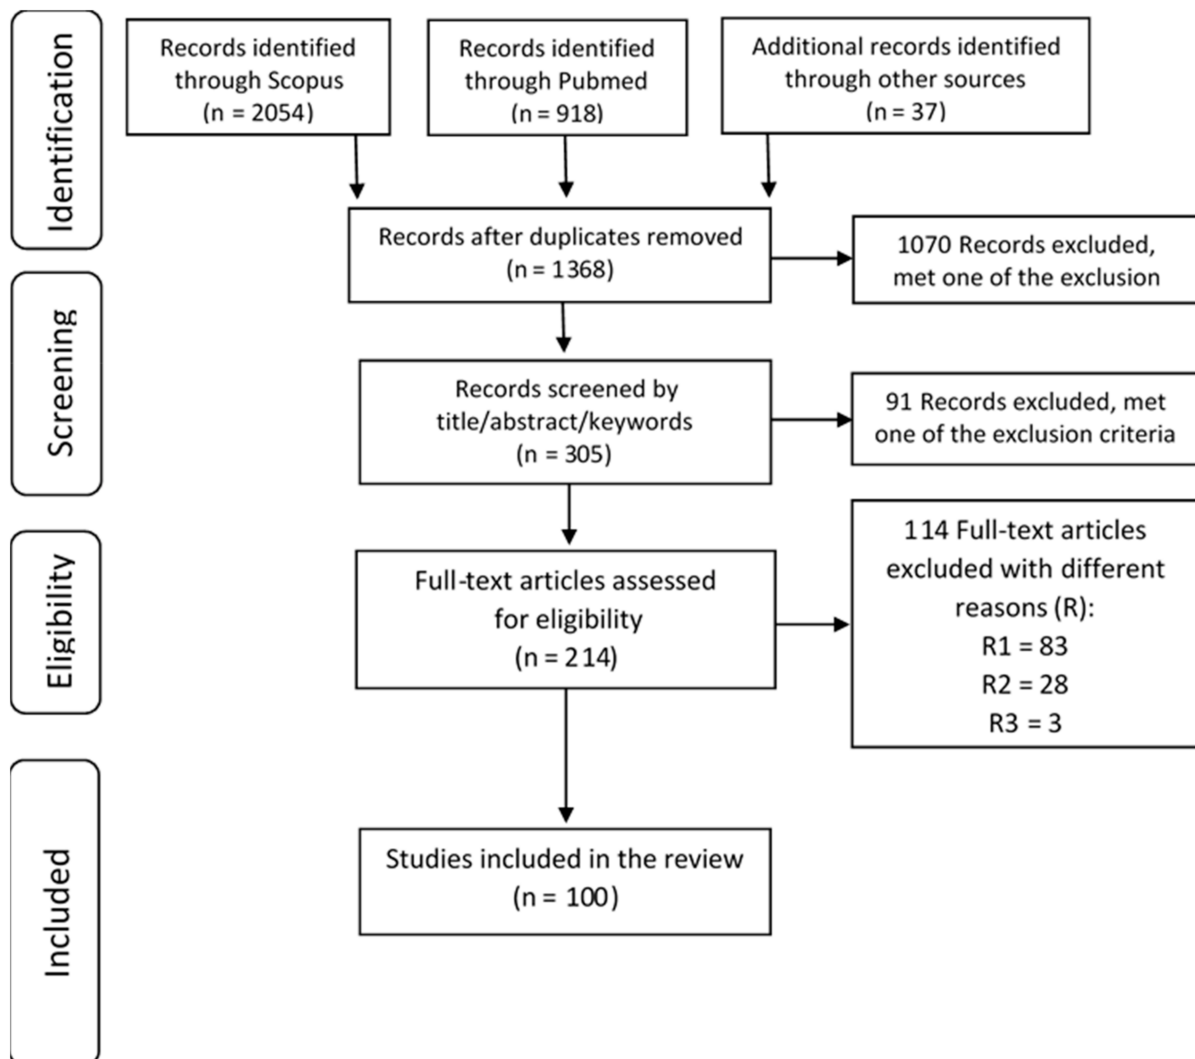 Identification
Records identified
through Scopus
(n = 2054)
Records identified
through Pubmed
(n = 918)
Additional records identified
through other sources
(n = 37)
Records after duplicates removed
(n = 1368)
1070 Records excluded,
met one of the exclusion
Screening
Records screened by
title/abstract/keywords
(n = 305)
91 Records excluded, met
one of the exclusion criteria
Eligibility
Full-text articles assessed
for eligibility
(n = 214)
114 Full-text articles
excluded with different
reasons (R):
R1 = 83
R2 = 28
R3 = 3
Included
Studies included in the review
(n = 100)